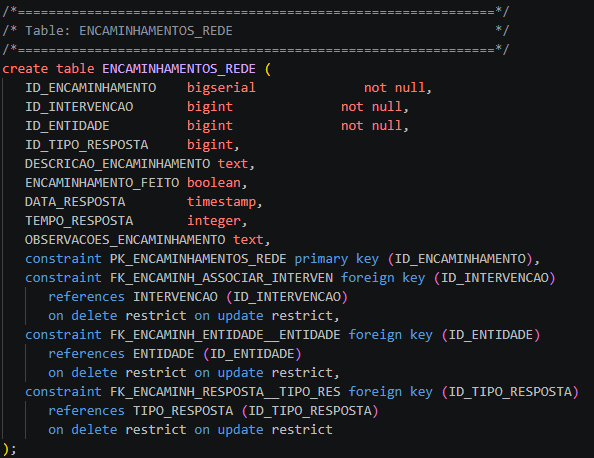 /*==============================================================*/
/* Table: ENCAMINHAMENTOS_REDE                                  */
/*==============================================================*/
create table ENCAMINHAMENTOS_REDE (
   ID_ENCAMINHAMENTO    bigserial            not null,
   ID_INTERVENCAO       bigint               not null,
   ID_ENTIDADE          bigint               not null,
   ID_TIPO_RESPOSTA     bigint,
   DESCRICAO_ENCAMINHAMENTO text,
   ENCAMINHAMENTO_FEITO boolean,
   DATA_RESPOSTA        timestamp,
   TEMPO_RESPOSTA       integer,
   OBSERVACOES_ENCAMINHAMENTO text,
   constraint PK_ENCAMINHAMENTOS_REDE primary key (ID_ENCAMINHAMENTO),
   constraint FK_ENCAMINH_ASSOCIAR_INTERVEN foreign key (ID_INTERVENCAO)
      references INTERVENCAO (ID_INTERVENCAO)
      on delete restrict on update restrict,
   constraint FK_ENCAMINH_ENTIDADE__ENTIDADE foreign key (ID_ENTIDADE)
      references ENTIDADE (ID_ENTIDADE)
      on delete restrict on update restrict,
   constraint FK_ENCAMINH_RESPOSTA__TIPO_RES foreign key (ID_TIPO_RESPOSTA)
      references TIPO_RESPOSTA (ID_TIPO_RESPOSTA)
      on delete restrict on update restrict
);